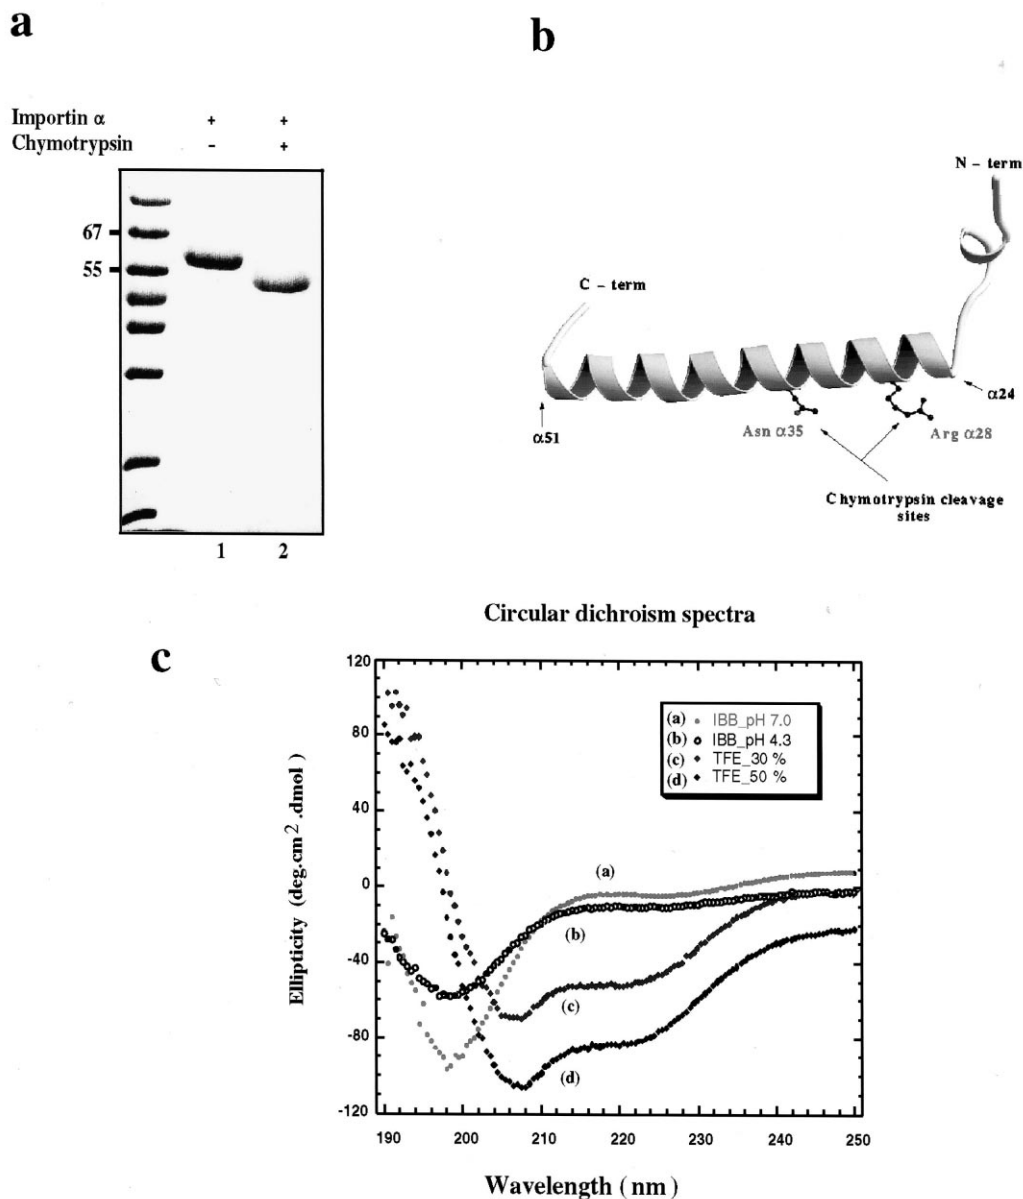 a
Importin α + +
Chymotrypsin - +
67
55
1 2
b
N - term
C - term
α24
α51
Asn α35
Arg α28
Chymotrypsin cleavage
sites
Circular dichroism spectra
c
Ellipticity (deg.cm² .dmol)
120
80
40
0
-40
-80
-120
(a) IBB_pH 7.0
(b) IBB_pH 4.3
(c) TFE_30 %
(d) TFE_50 %
(a)
(b)
(c)
(d)
190 200 210 220 230 240 250
Wavelength ( nm )